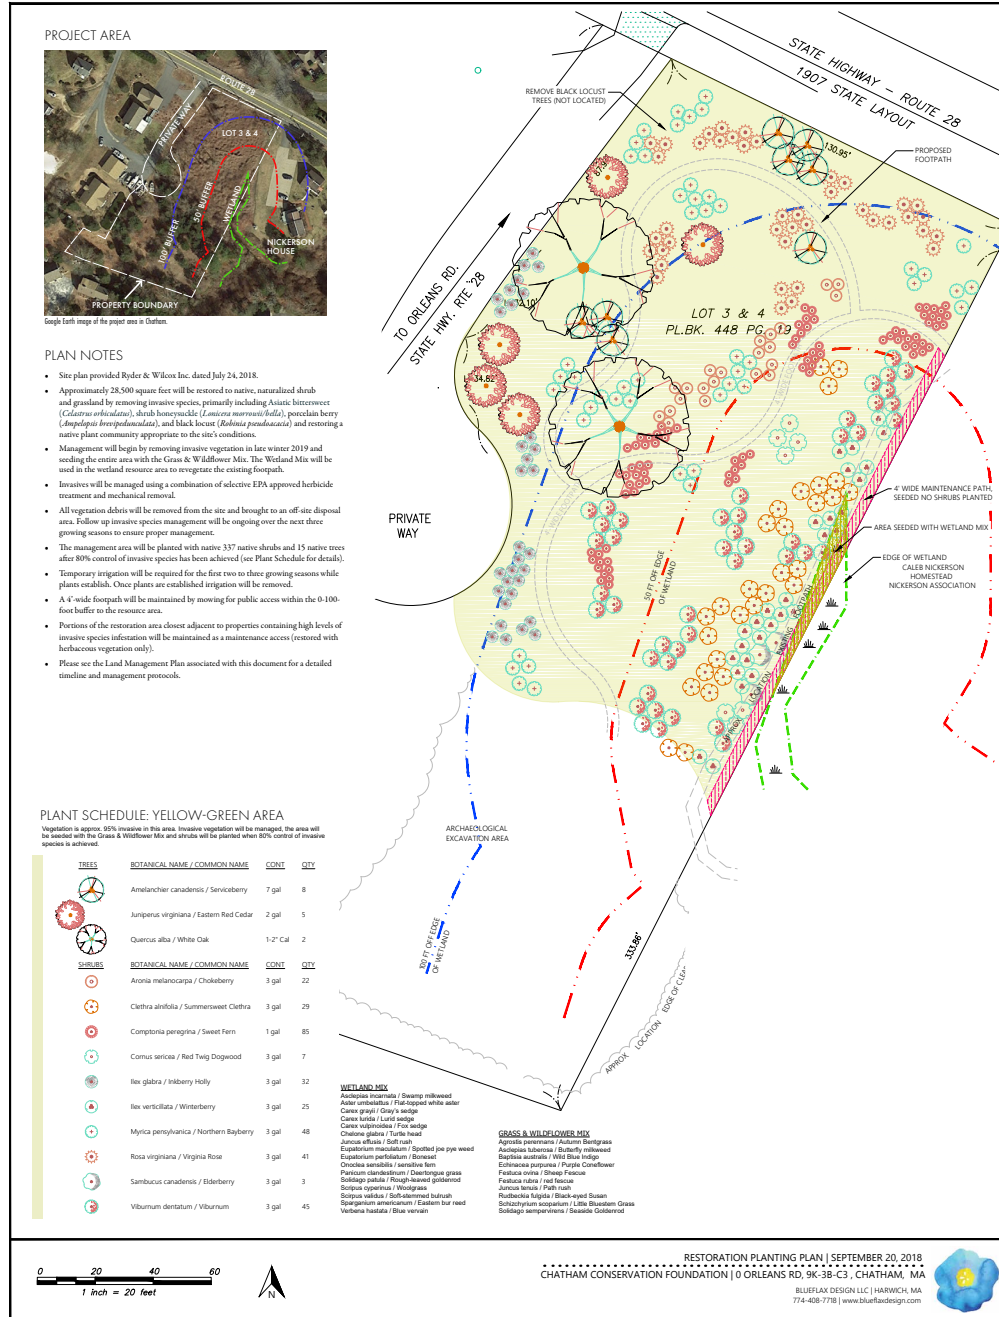 PROJECT AREA
ROUTE 28
PRIVATE WAY
LOT 3 & 4
50' BUFFER
WETLAND
100' BUFFER
NICKERSON
HOUSE
PROPERTY BOUNDARY
Google Earth image of the project area in Chatham.
PLAN NOTES
• Site plan provided Ryder & Wilcox Inc. dated July 24, 2018.
• Approximately 28,500 square feet will be restored to native, naturalized shrub
and grassland by removing invasive species, primarily including Asiatic bittersweet
(Celastrus orbiculatus), shrub honeysuckle (Lonicera morrowii/bella), porcelain berry
(Ampelopsis brevipedunculata), and black locust (Robinia pseudoacacia) and restoring a
native plant community appropriate to the site's conditions.
• Management will begin by removing invasive vegetation in late winter 2019 and
seeding the entire area with the Grass & Wildflower Mix. The Wetland Mix will be
used in the wetland resource area to revegetate the existing footpath.
• Invasives will be managed using a combination of selective EPA approved herbicide
treatment and mechanical removal.
• All vegetation debris will be removed from the site and brought to an off-site disposal
area. Follow up invasive species management will be ongoing over the next three
growing seasons to ensure proper management.
• The management area will be planted with native 337 native shrubs and 15 native trees
after 80% control of invasive species has been achieved (see Plant Schedule for details).
• Temporary irrigation will be required for the first two to three growing seasons while
plants establish. Once plants are established irrigation will be removed.
• A 4'-wide footpath will be maintained by mowing for public access within the 0-100-
foot buffer to the resource area.
• Portions of the restoration area closest adjacent to properties containing high levels of
invasive species infestation will be maintained as a maintenance access (restored with
herbaceous vegetation only).
• Please see the Land Management Plan associated with this document for a detailed
timeline and management protocols.
STATE HIGHWAY – ROUTE 28
1907 STATE LAYOUT
REMOVE BLACK LOCUST
TREES (NOT LOCATED)
130.95'
PROPOSED
FOOTPATH
TO ORLEANS RD.
STATE HWY. RTE 28
LOT 3 & 4
PL.BK. 448 PG. 19
34.82'
PRIVATE
WAY
4' WIDE MAINTENANCE PATH,
SEEDED NO SHRUBS PLANTED
AREA SEEDED WITH WETLAND MIX
EDGE OF WETLAND
CALEB NICKERSON
HOMESTEAD
NICKERSON ASSOCIATION
50 FT OFF EDGE
OF WETLAND
APPROX LOCATION EXISTING FOOTPATH
ARCHAEOLOGICAL
EXCAVATION AREA
100 FT OFF EDGE
OF WETLAND
333.86'
APPROX LOCATION EDGE OF CLEAR
PLANT SCHEDULE: YELLOW-GREEN AREA
Vegetation is approx. 95% invasive in this area. Invasive vegetation will be managed, the area will
be seeded with the Grass & Wildflower Mix and shrubs will be planted when 80% control of invasive
species is achieved.
TREES BOTANICAL NAME / COMMON NAME CONT QTY
Amelanchier canadensis / Serviceberry 7 gal 8
Juniperus virginiana / Eastern Red Cedar 2 gal 5
Quercus alba / White Oak 1-2" Cal 2
SHRUBS BOTANICAL NAME / COMMON NAME CONT QTY
Aronia melanocarpa / Chokeberry 3 gal 22
Clethra alnifolia / Summersweet Clethra 3 gal 29
Comptonia peregrina / Sweet Fern 1 gal 85
Cornus sericea / Red Twig Dogwood 3 gal 7
Ilex glabra / Inkberry Holly 3 gal 32
Ilex verticillata / Winterberry 3 gal 25
Myrica pensylvanica / Northern Bayberry 3 gal 48
Rosa virginiana / Virginia Rose 3 gal 41
Sambucus canadensis / Elderberry 3 gal 3
Viburnum dentatum / Viburnum 3 gal 45
WETLAND MIX
Asclepias incarnata / Swamp milkweed
Aster umbellatus / Flat-topped white aster
Carex grayii / Gray's sedge
Carex lurida / Lurid sedge
Carex vulpinoidea / Fox sedge
Chelone glabra / Turtle head
Juncus effusis / Soft rush
Eupatorium maculatum / Spotted joe pye weed
Eupatorium perfoliatum / Boneset
Onoclea sensibilis / sensitive fern
Panicum clandestinum / Deertongue grass
Solidago patula / Rough-leaved goldenrod
Scripus cyperinus / Woolgrass
Scirpus validus / Soft-stemmed bulrush
Sparganium americanum / Eastern bur reed
Verbena hastata / Blue vervain
GRASS & WILDFLOWER MIX
Agrostis perennans / Autumn Bentgrass
Asclepias tuberosa / Butterfly milkweed
Baptisia australis / Wild Blue Indigo
Echinacea purpurea / Purple Coneflower
Festuca ovina / Sheep Fescue
Festuca rubra / red fescue
Juncus tenuis / Path rush
Rudbeckia fulgida / Black-eyed Susan
Schizchyrium scoparium / Little Bluestem Grass
Solidago sempervirens / Seaside Goldenrod
0 20 40 60
1 inch = 20 feet
N
RESTORATION PLANTING PLAN | SEPTEMBER 20, 2018
CHATHAM CONSERVATION FOUNDATION | 0 ORLEANS RD, 9K-3B-C3 , CHATHAM, MA
BLUEFLAX DESIGN LLC | HARWICH, MA
774-408-7718 | www.blueflaxdesign.com